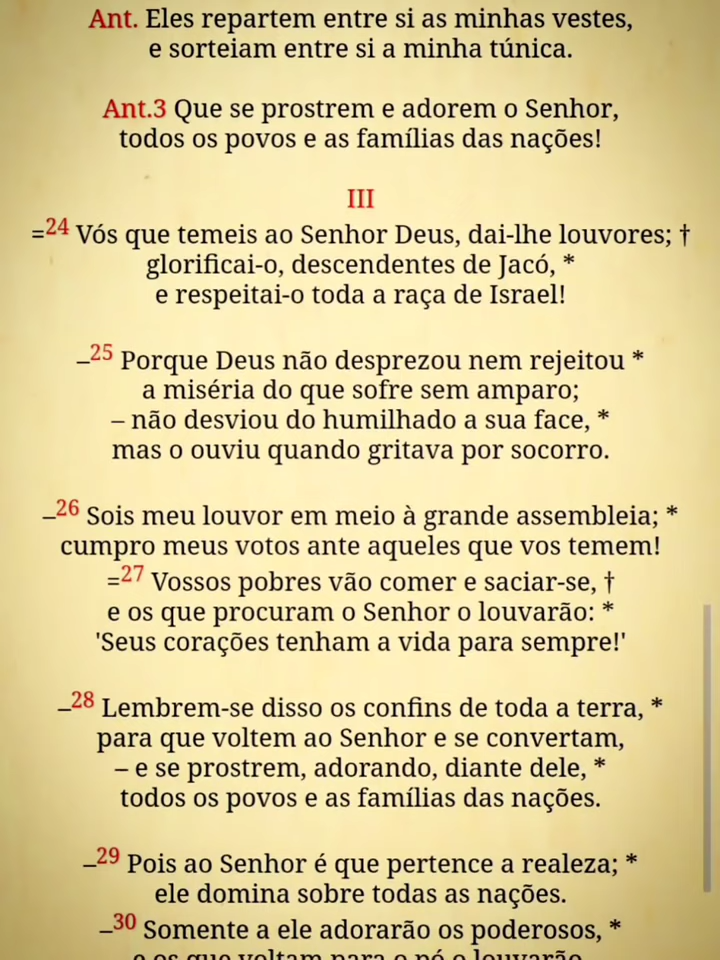 Ant. Eles repartem entre si as minhas vestes,
e sorteiam entre si a minha túnica.
Ant.3 Que se prostrem e adorem o Senhor,
todos os povos e as famílias das nações!
III
=24 Vós que temeis ao Senhor Deus, dai-lhe louvores; †
glorificai-o, descendentes de Jacó, *
e respeitai-o toda a raça de Israel!
–25 Porque Deus não desprezou nem rejeitou *
a miséria do que sofre sem amparo;
– não desviou do humilhado a sua face, *
mas o ouviu quando gritava por socorro.
–26 Sois meu louvor em meio à grande assembleia; *
cumpro meus votos ante aqueles que vos temem!
=27 Vossos pobres vão comer e saciar-se, †
e os que procuram o Senhor o louvarão: *
'Seus corações tenham a vida para sempre!'
–28 Lembrem-se disso os confins de toda a terra, *
para que voltem ao Senhor e se convertam,
– e se prostrem, adorando, diante dele, *
todos os povos e as famílias das nações.
–29 Pois ao Senhor é que pertence a realeza; *
ele domina sobre todas as nações.
–30 Somente a ele adorarão os poderosos, *
e os que voltam para o pó o louvarão